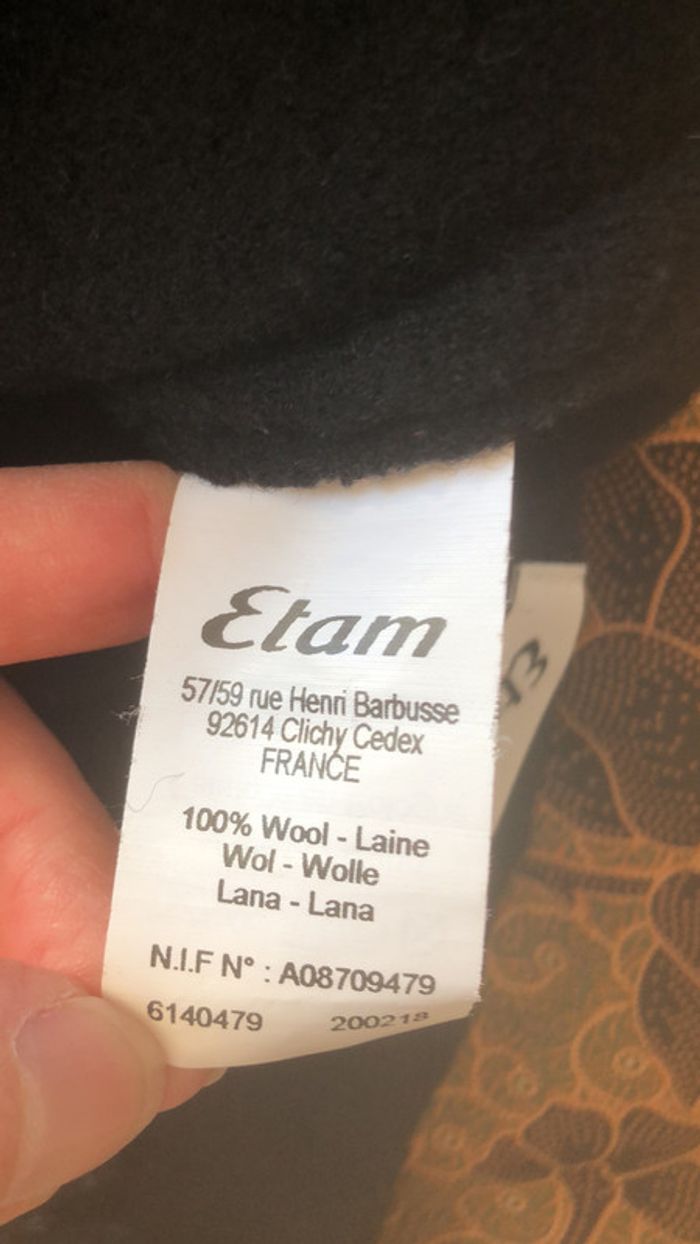 Etam
57/59 rue Henri Barbusse
92614 Clichy Cedex
FRANCE
100% Wool - Laine
Wol - Wolle
Lana - Lana
N.I.F N° : A08709479
6140479 200218